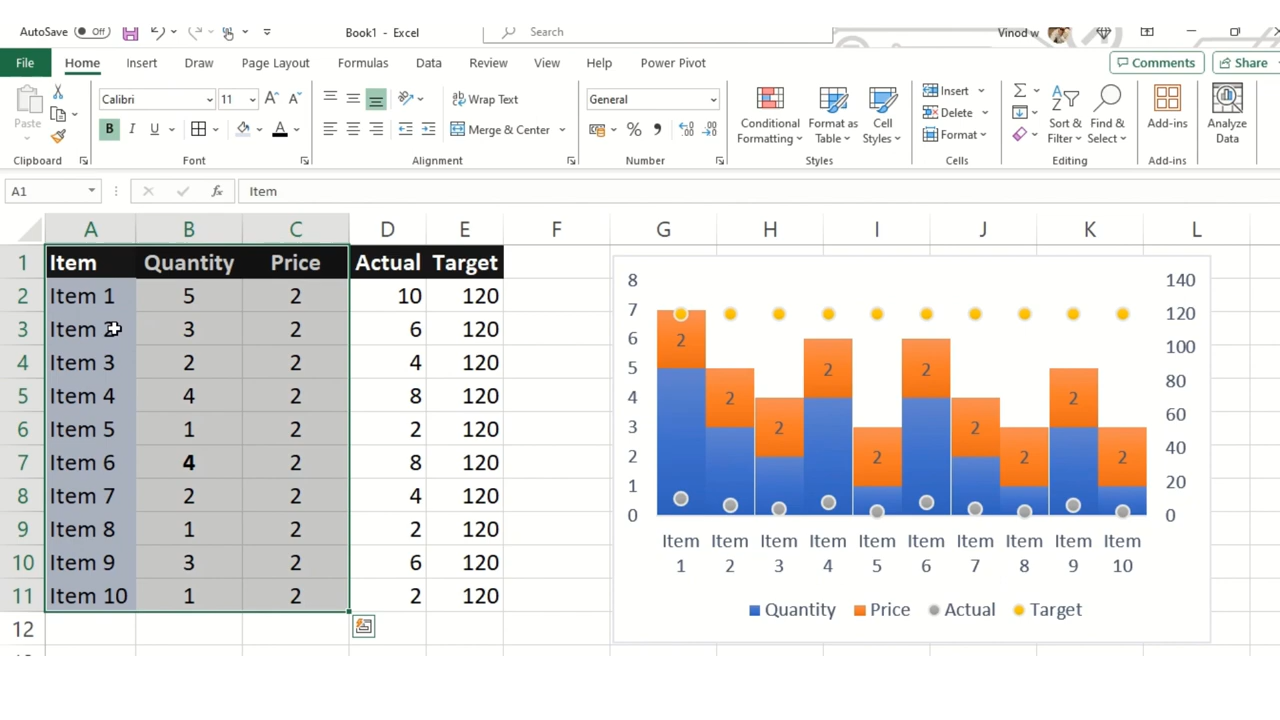 AutoSave Off Book1 - Excel Search Vinod w
File Home Insert Draw Page Layout Formulas Data Review View Help Power Pivot Comments Share
Paste Calibri 11 A A Wrap Text General Conditional Formatting Format as Table Cell Styles Insert Sort & Filter Find & Select Add-ins Analyze Data
Delete
B I U A Merge & Center % Format
Clipboard Font Alignment Number Styles Cells Editing Add-ins
A1 fx Item
A B C D E F G H I J K L
1 Item Quantity Price Actual Target
2 Item 1 5 2 10 120
3 Item 2 3 2 6 120
4 Item 3 2 2 4 120
5 Item 4 4 2 8 120
6 Item 5 1 2 2 120
7 Item 6 4 2 8 120
8 Item 7 2 2 4 120
9 Item 8 1 2 2 120
10 Item 9 3 2 6 120
11 Item 10 1 2 2 120
12
8 140
7 120
6 2 100
5 2 2 80
4 2 2 60
3 2 2 40
2 2 2 2 20
1
0 0
Item 1 Item 2 Item 3 Item 4 Item 5 Item 6 Item 7 Item 8 Item 9 Item 10
Quantity Price Actual Target